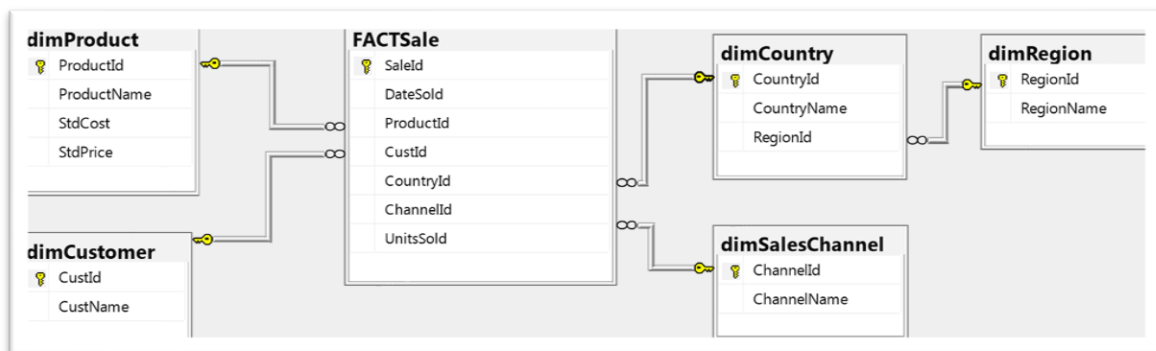 dimProduct
ProductId
ProductName
StdCost
StdPrice
dimCustomer
CustId
CustName
FACTSale
SaleId
DateSold
ProductId
CustId
CountryId
ChannelId
UnitsSold
dimCountry
CountryId
CountryName
RegionId
dimSalesChannel
ChannelId
ChannelName
dimRegion
RegionId
RegionName